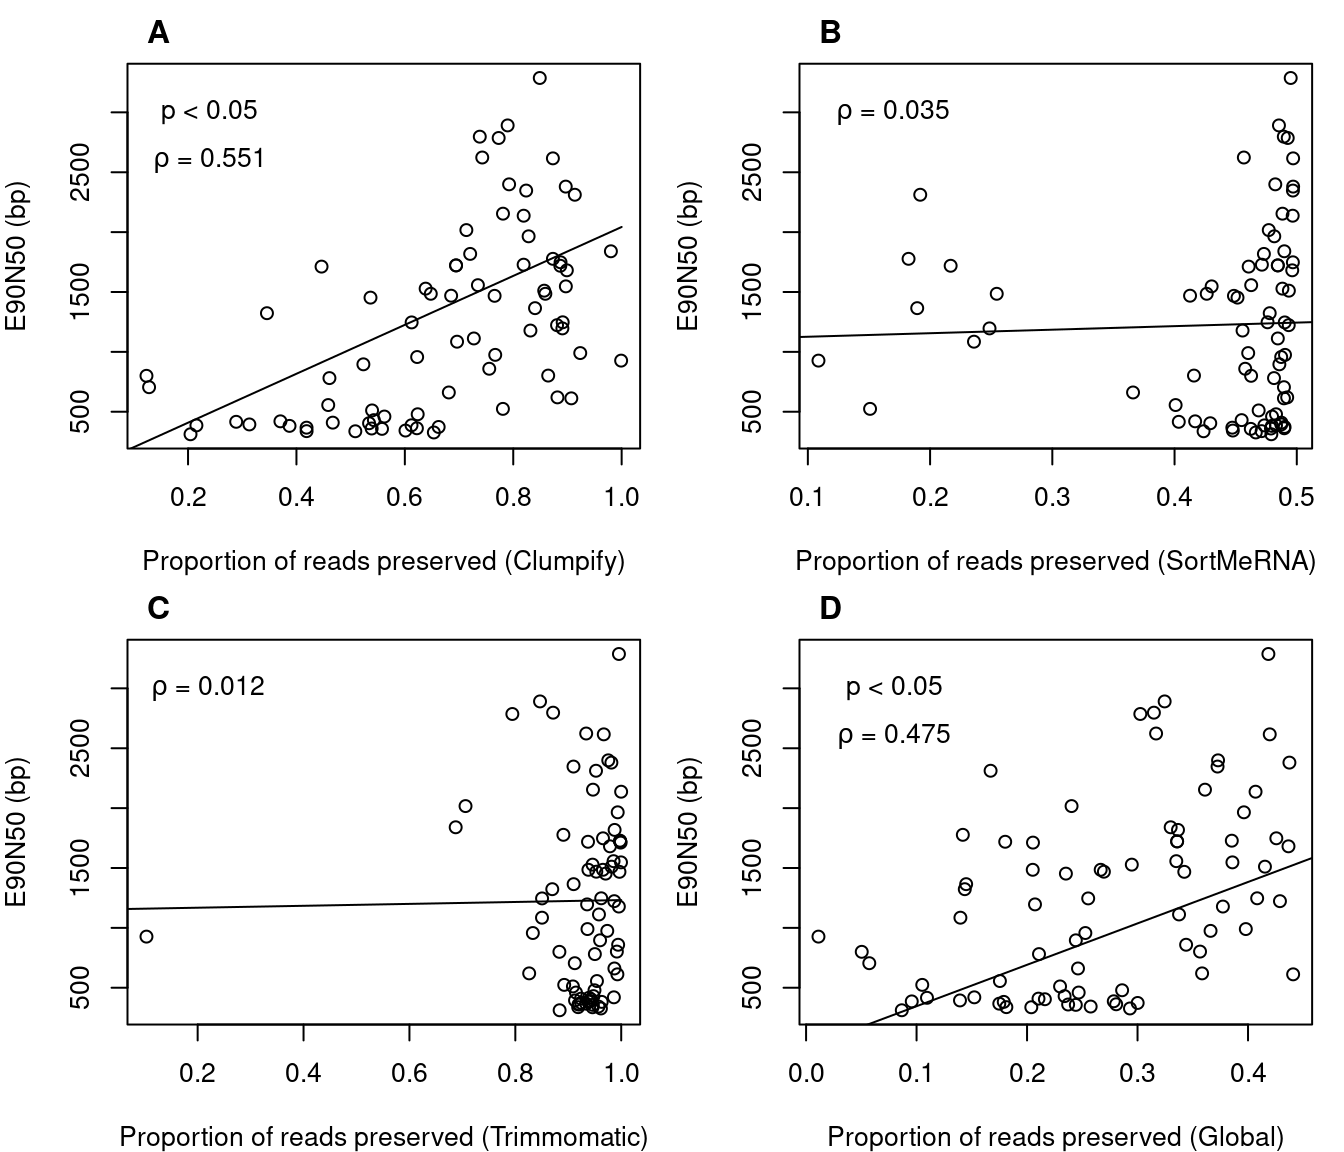 A
p < 0.05
ρ = 0.551
E90N50 (bp)
500 1500 2500
0.2 0.4 0.6 0.8 1.0
Proportion of reads preserved (Clumpify)
B
ρ = 0.035
E90N50 (bp)
500 1500 2500
0.1 0.2 0.3 0.4 0.5
Proportion of reads preserved (SortMeRNA)
C
ρ = 0.012
E90N50 (bp)
500 1500 2500
0.2 0.4 0.6 0.8 1.0
Proportion of reads preserved (Trimmomatic)
D
p < 0.05
ρ = 0.475
E90N50 (bp)
500 1500 2500
0.0 0.1 0.2 0.3 0.4
Proportion of reads preserved (Global)